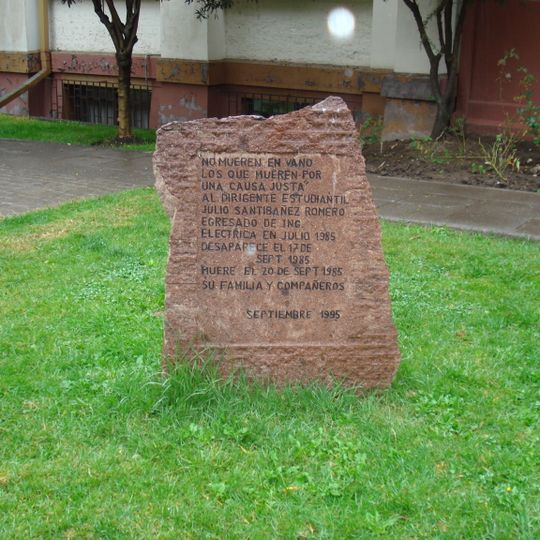 "NO MUEREN EN VANO
LOS QUE MUEREN POR
UNA CAUSA JUSTA"
AL DIRIGENTE ESTUDIANTIL
JULIO SANTIBAÑEZ ROMERO
EGRESADO DE ING.
ELECTRICA EN JULIO 1985
DESAPARECE EL 17 DE
SEPT 1985
MUERE EL 20 DE SEPT 1985
SU FAMILIA Y COMPAÑEROS
SEPTIEMBRE 1995